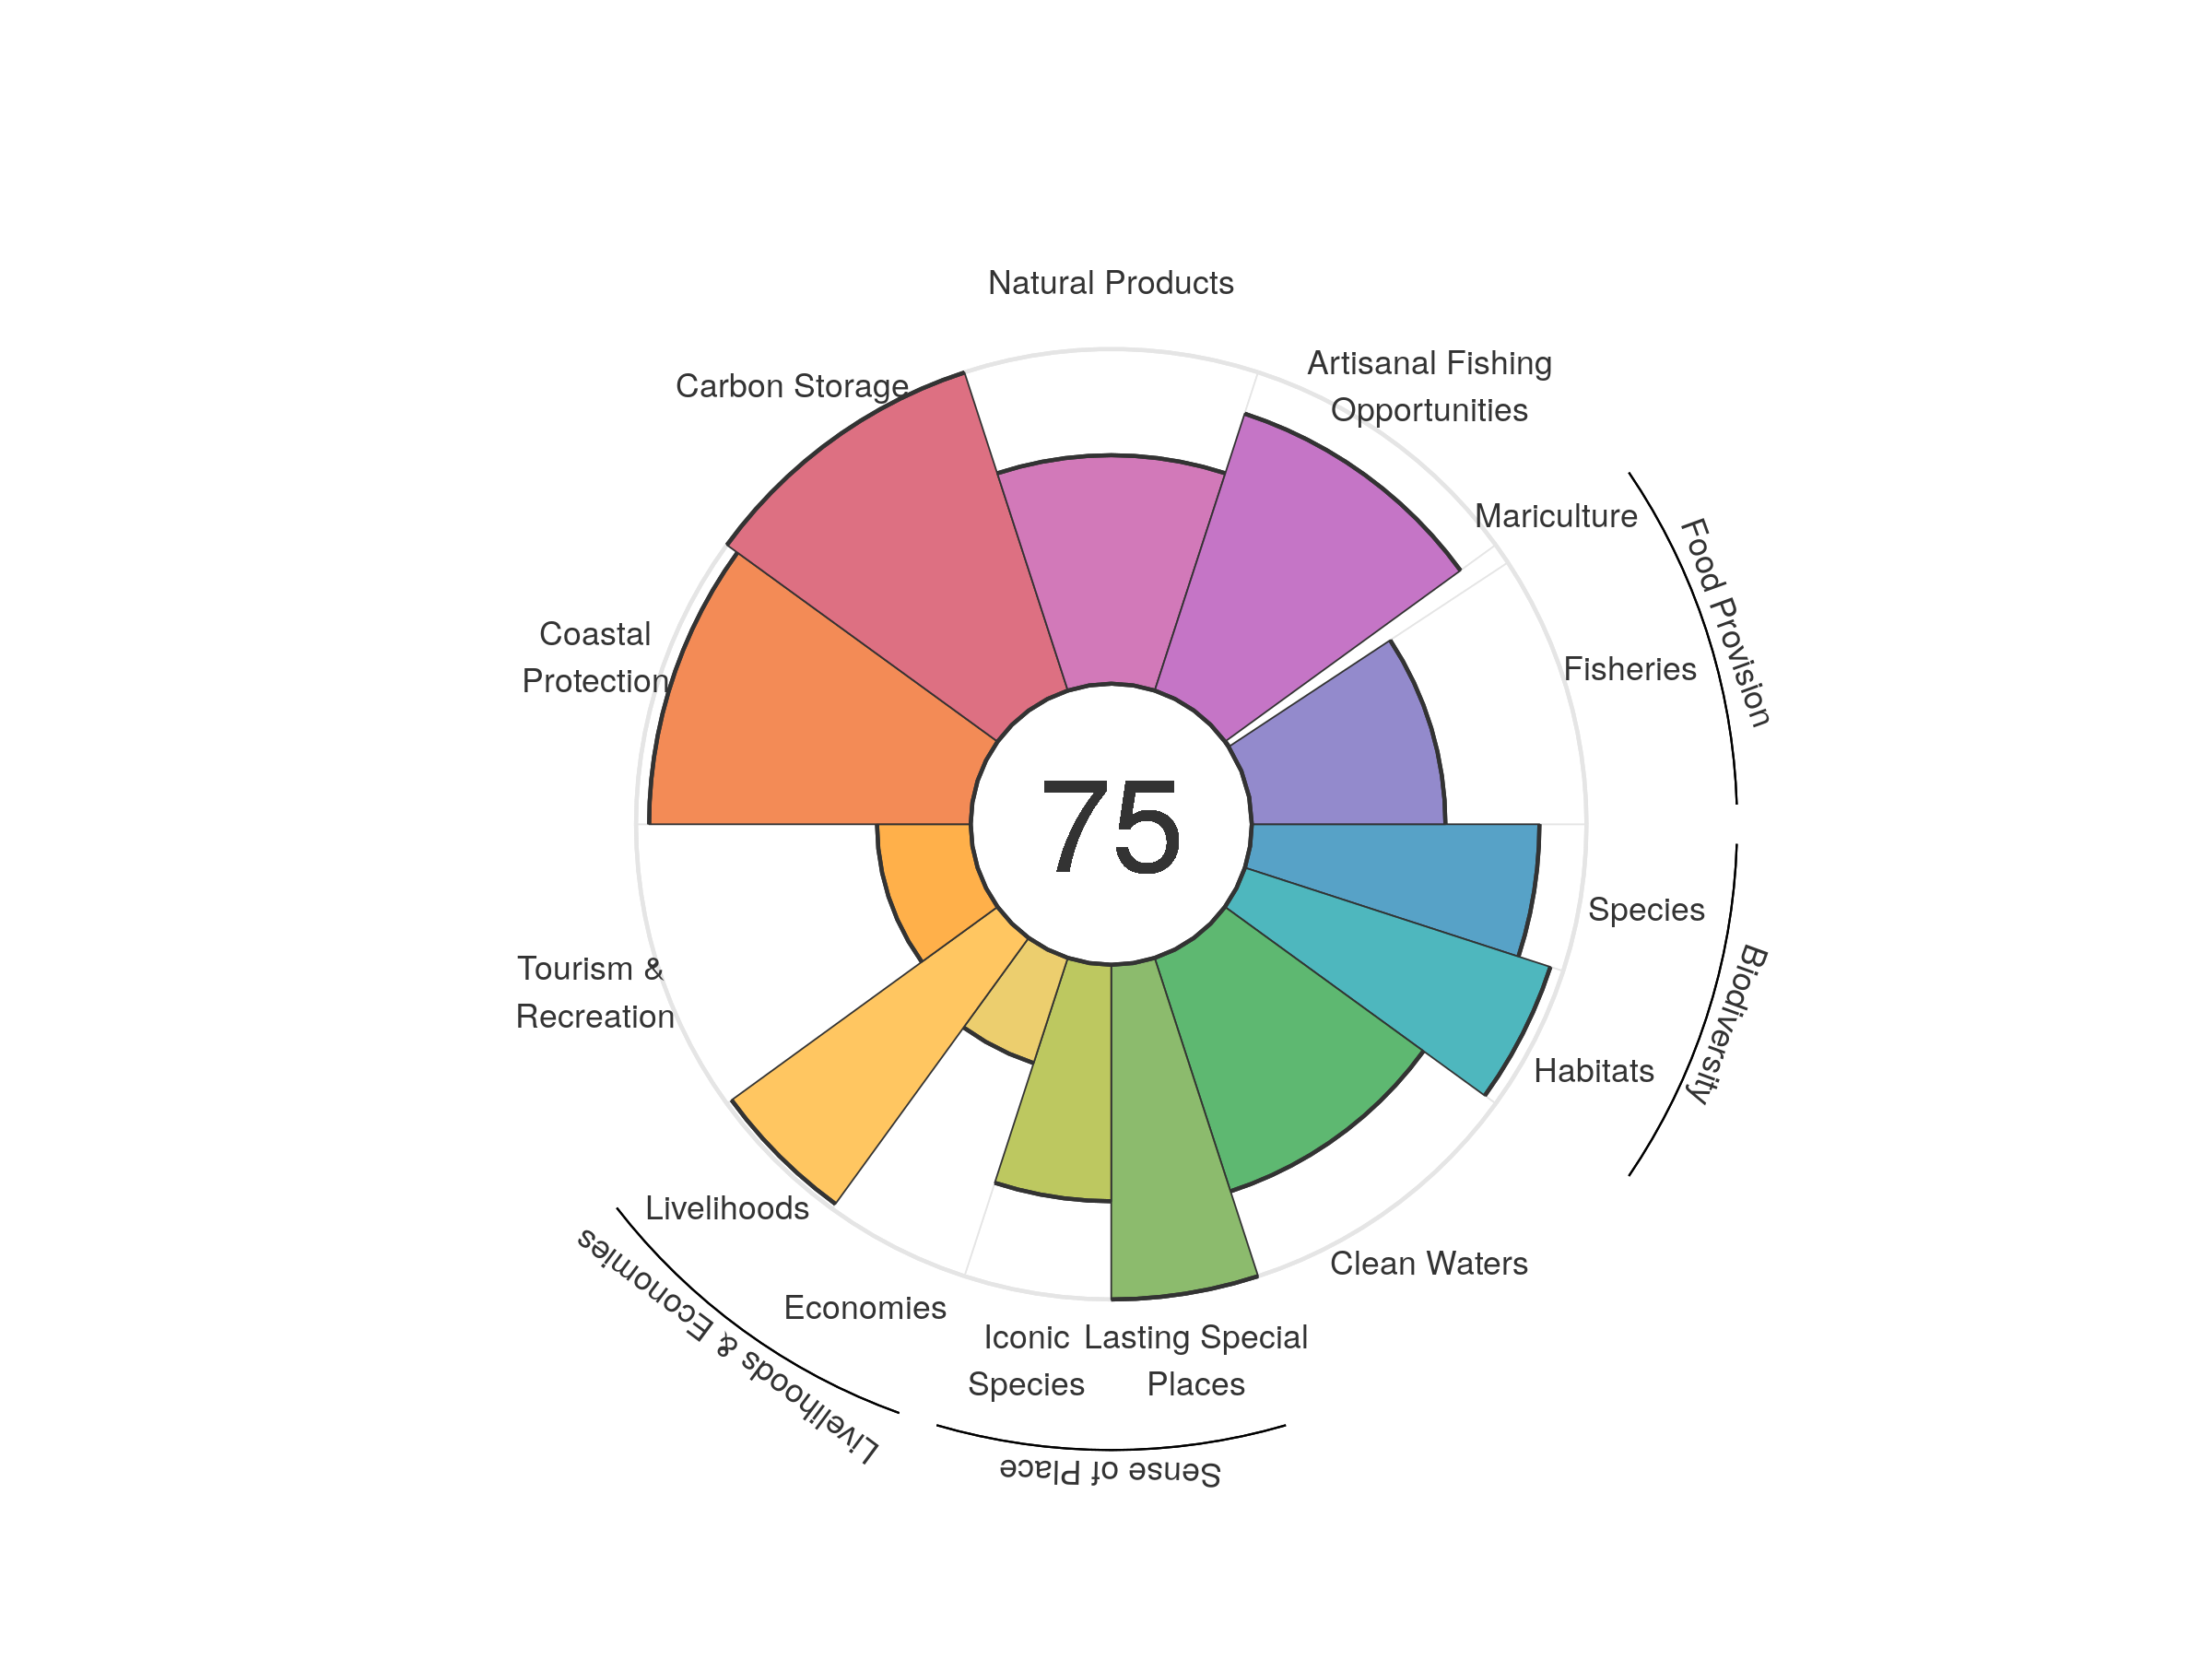 Natural Products
Artisanal Fishing
Opportunities
Carbon Storage
Mariculture
Food Provision
Coastal
Protection
Fisheries
75
Species
Biodiversity
Tourism &
Recreation
Habitats
Livelihoods
Clean Waters
Livelihoods & Economies
Economies
Iconic
Species
Lasting Special
Places
Sense of Place